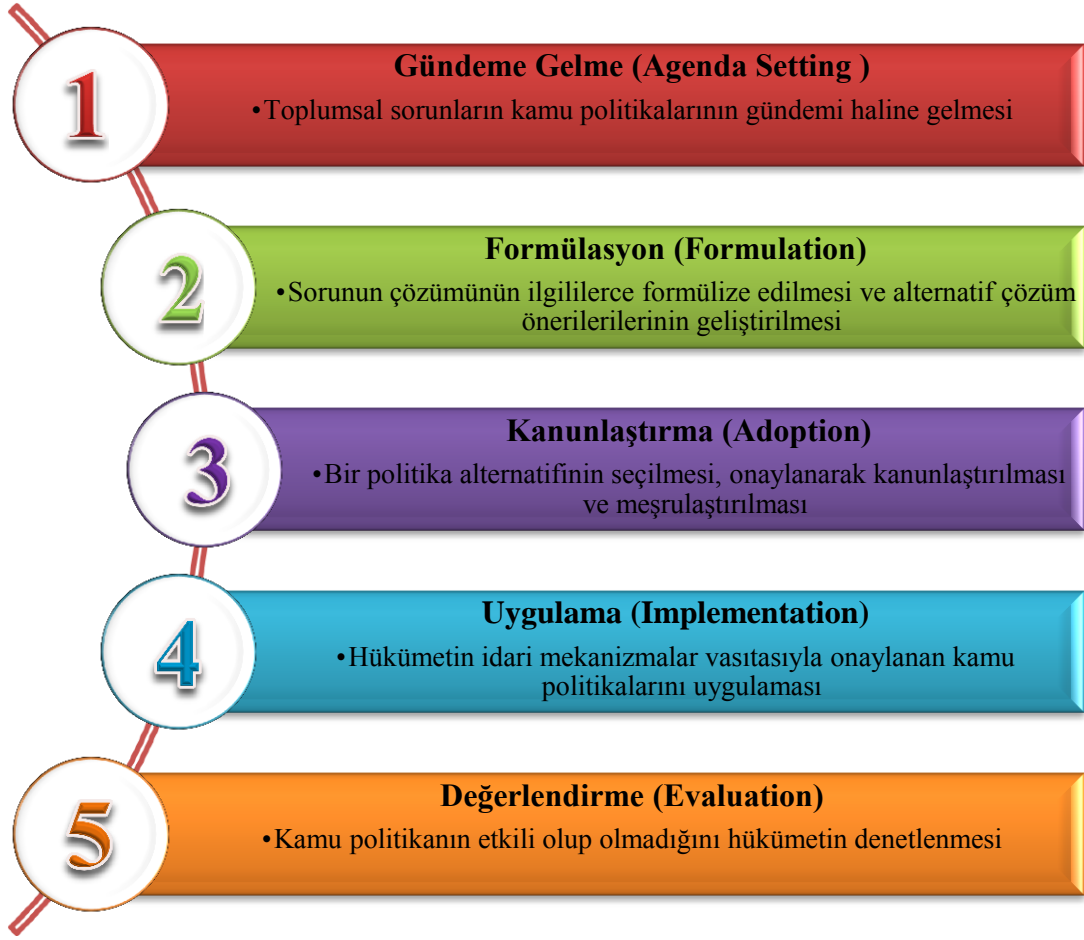 1
Gündeme Gelme (Agenda Setting )
•Toplumsal sorunların kamu politikalarının gündemi haline gelmesi
2
Formülasyon (Formulation)
•Sorunun çözümünün ilgililerce formülize edilmesi ve alternatif çözüm
önerilerilerinin geliştirilmesi
3
Kanunlaştırma (Adoption)
•Bir politika alternatifinin seçilmesi, onaylanarak kanunlaştırılması
ve meşrulaştırılması
4
Uygulama (Implementation)
•Hükümetin idari mekanizmalar vasıtasıyla onaylanan kamu
politikalarını uygulaması
5
Değerlendirme (Evaluation)
•Kamu politikanın etkili olup olmadığını hükümetin denetlenmesi